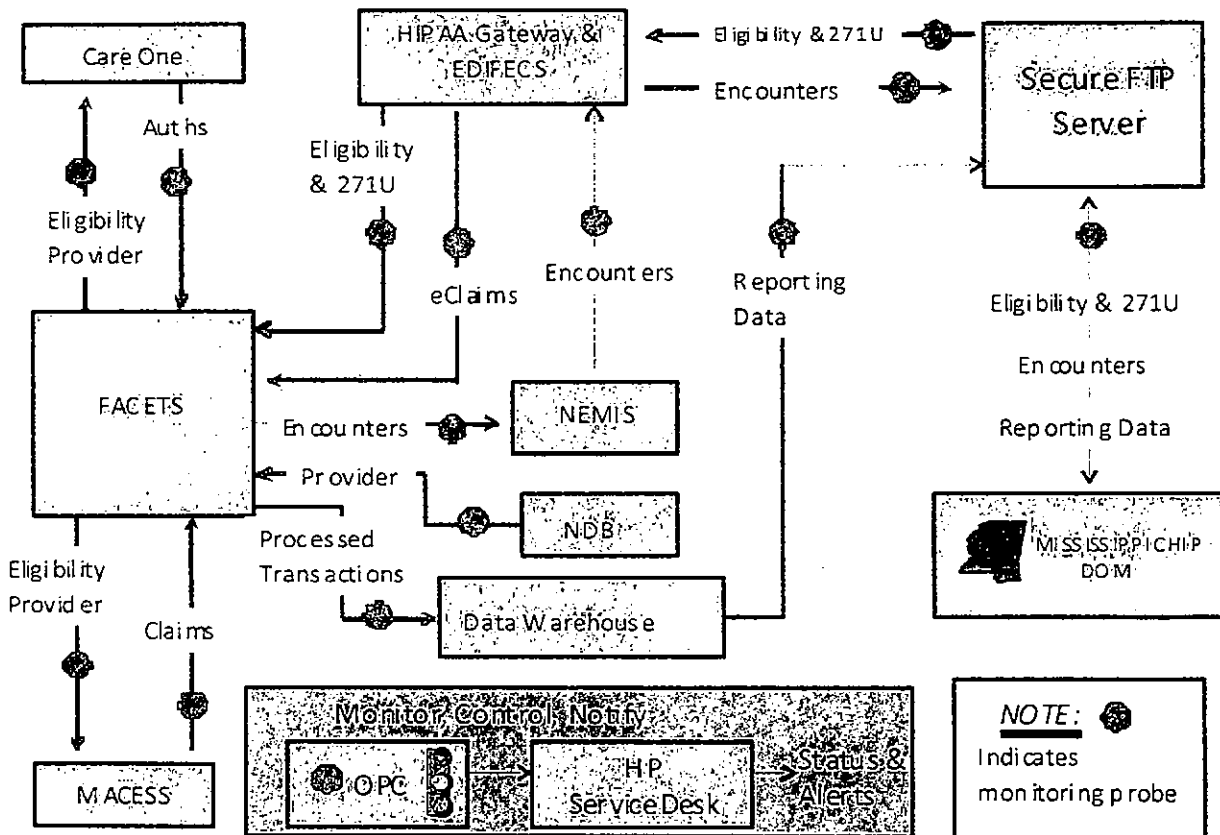 Care One
HIPAA Gateway &
EDIFECS
Eligibility & 271U
Encounters
Secure FTP
Server
Auths
Eligibility
& 271U
Eligibility
Provider
eClaims
Encounters
Reporting
Data
Eligibility & 271U
Encounters
Reporting Data
FACETS
Encounters
NEMIS
Provider
NDB
Processed
Transactions
Data Warehouse
MISSISSIPPI CHIP
DOM
Eligibility
Provider
Claims
MACESS
Monitor, Control, Notify
OPC
HP
Service Desk
Status &
Alerts
NOTE:
Indicates
monitoring probe